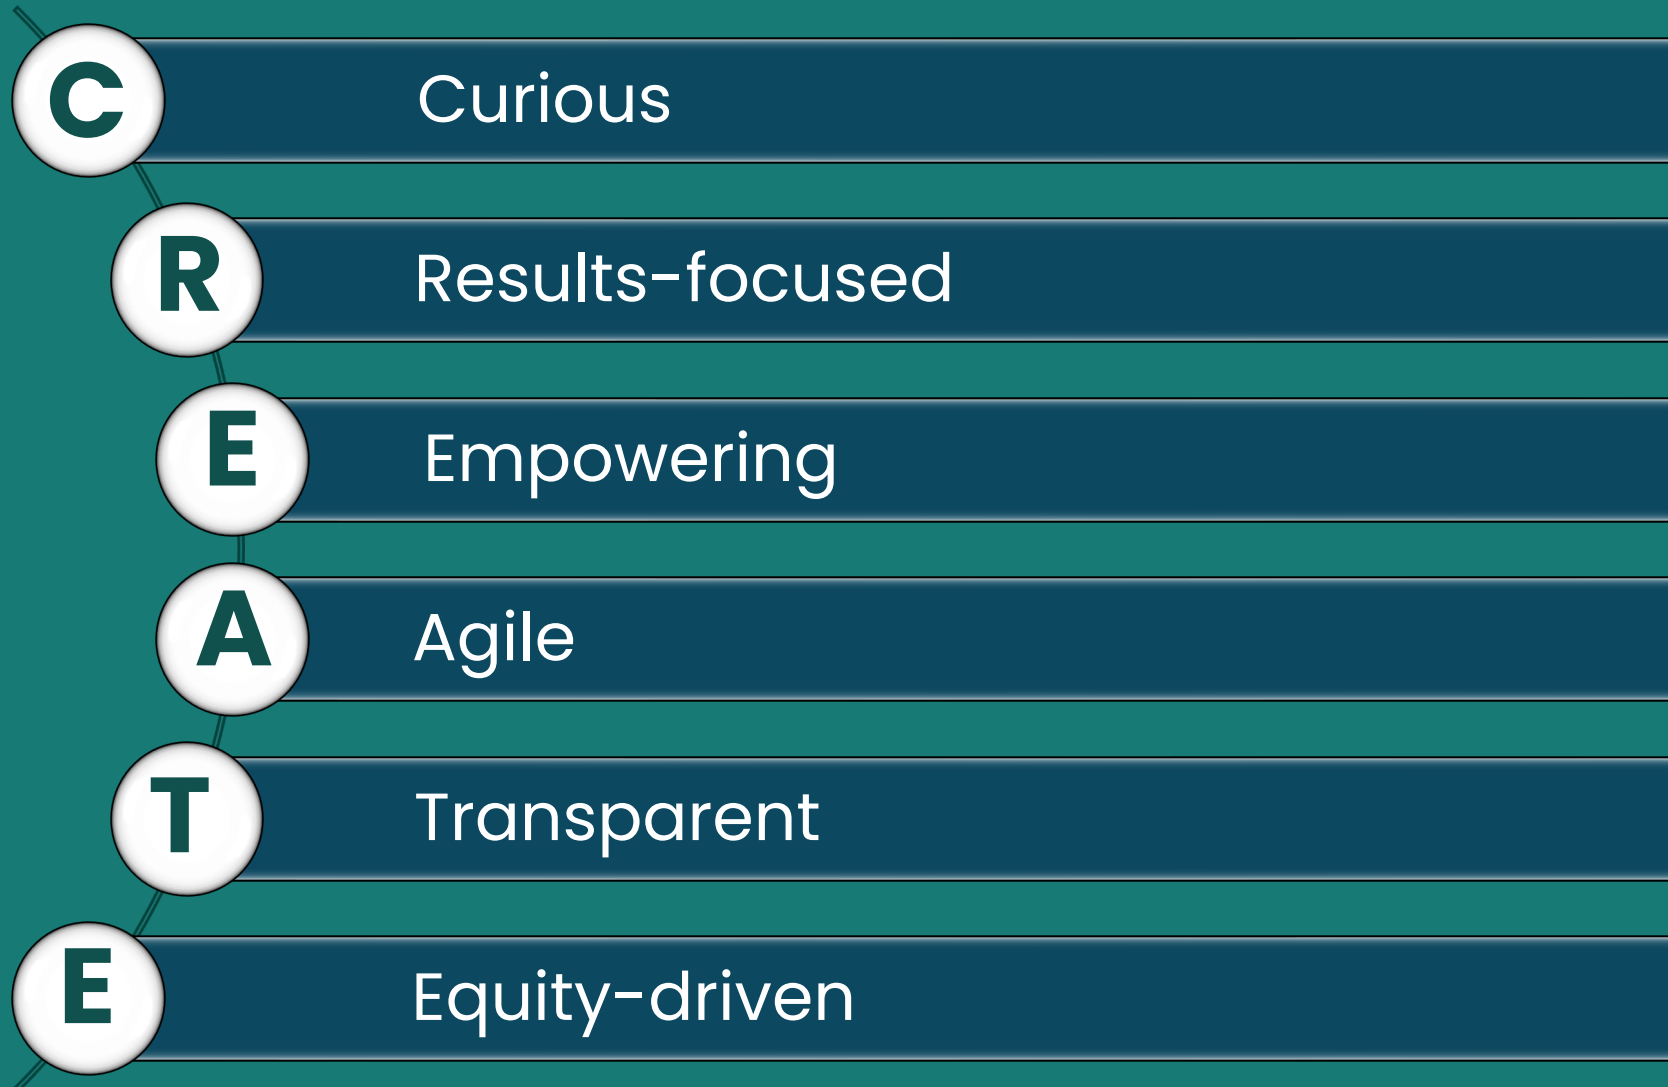 C Curious
R Results-focused
E Empowering
A Agile
T Transparent
E Equity-driven